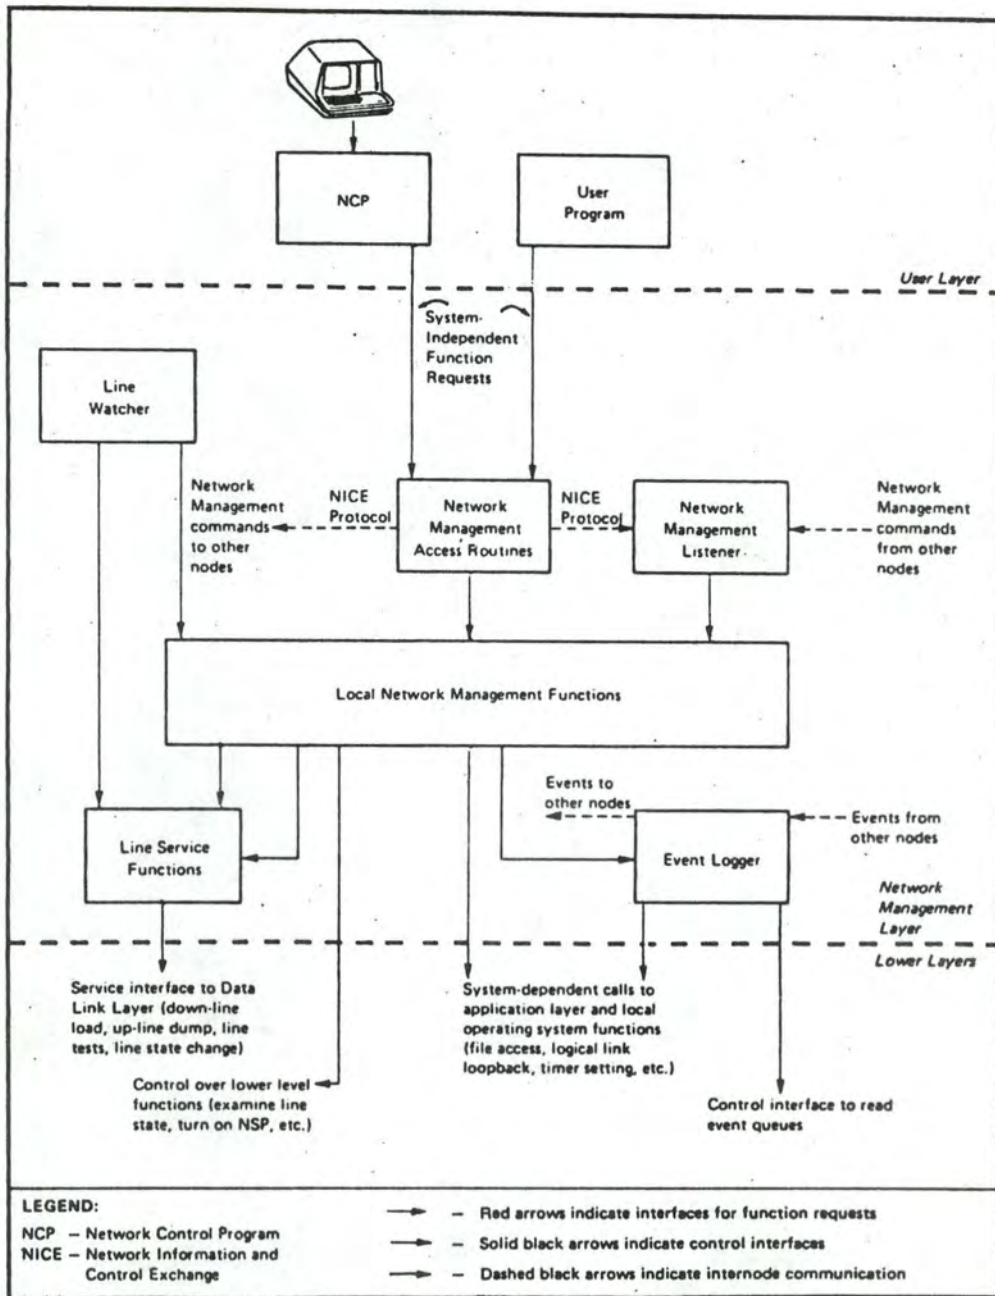 NCP
User
Program
User Layer
System-
Independent
Function
Requests
Line
Watcher
Network
Management
commands
to other
nodes
NICE
Protocol
Network
Management
Access Routines
NICE
Protocol
Network
Management
Listener
Network
Management
commands
from other
nodes
Local Network Management Functions
Events to
other nodes
Line Service
Functions
Event Logger
Events from
other nodes
Network
Management
Layer
Lower Layers
Service interface to Data
Link Layer (down-line
load, up-line dump, line
tests, line state change)
System-dependent calls to
application layer and local
operating system functions
(file access, logical link
loopback, timer setting, etc.)
Control over lower level
functions (examine line
state, turn on NSP, etc.)
Control interface to read
event queues
LEGEND:
NCP – Network Control Program
NICE – Network Information and
Control Exchange
– Red arrows indicate interfaces for function requests
– Solid black arrows indicate control interfaces
– Dashed black arrows indicate internode communication